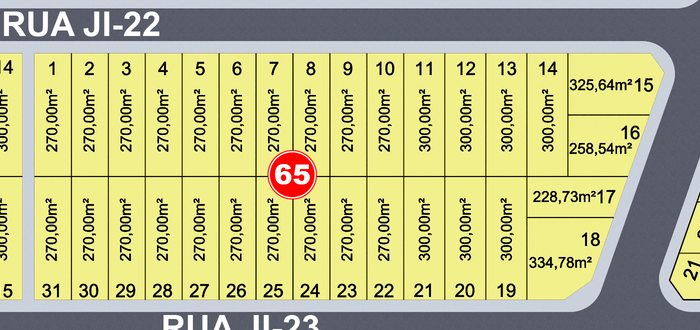 RUA JI-22
14 1 2 3 4 5 6 7 8 9 10 11 12 13 14
300,00m² 270,00m² 270,00m² 270,00m² 270,00m² 270,00m² 270,00m² 270,00m² 270,00m² 270,00m² 270,00m² 300,00m² 300,00m² 300,00m² 300,00m²
325,64m² 15
16
258,54m²
65
228,73m² 17
300,00m² 270,00m² 270,00m² 270,00m² 270,00m² 270,00m² 270,00m² 270,00m² 270,00m² 270,00m² 270,00m² 300,00m² 300,00m² 300,00m²
18
334,78m²
5 31 30 29 28 27 26 25 24 23 22 21 20 19
21
RUA JI-23